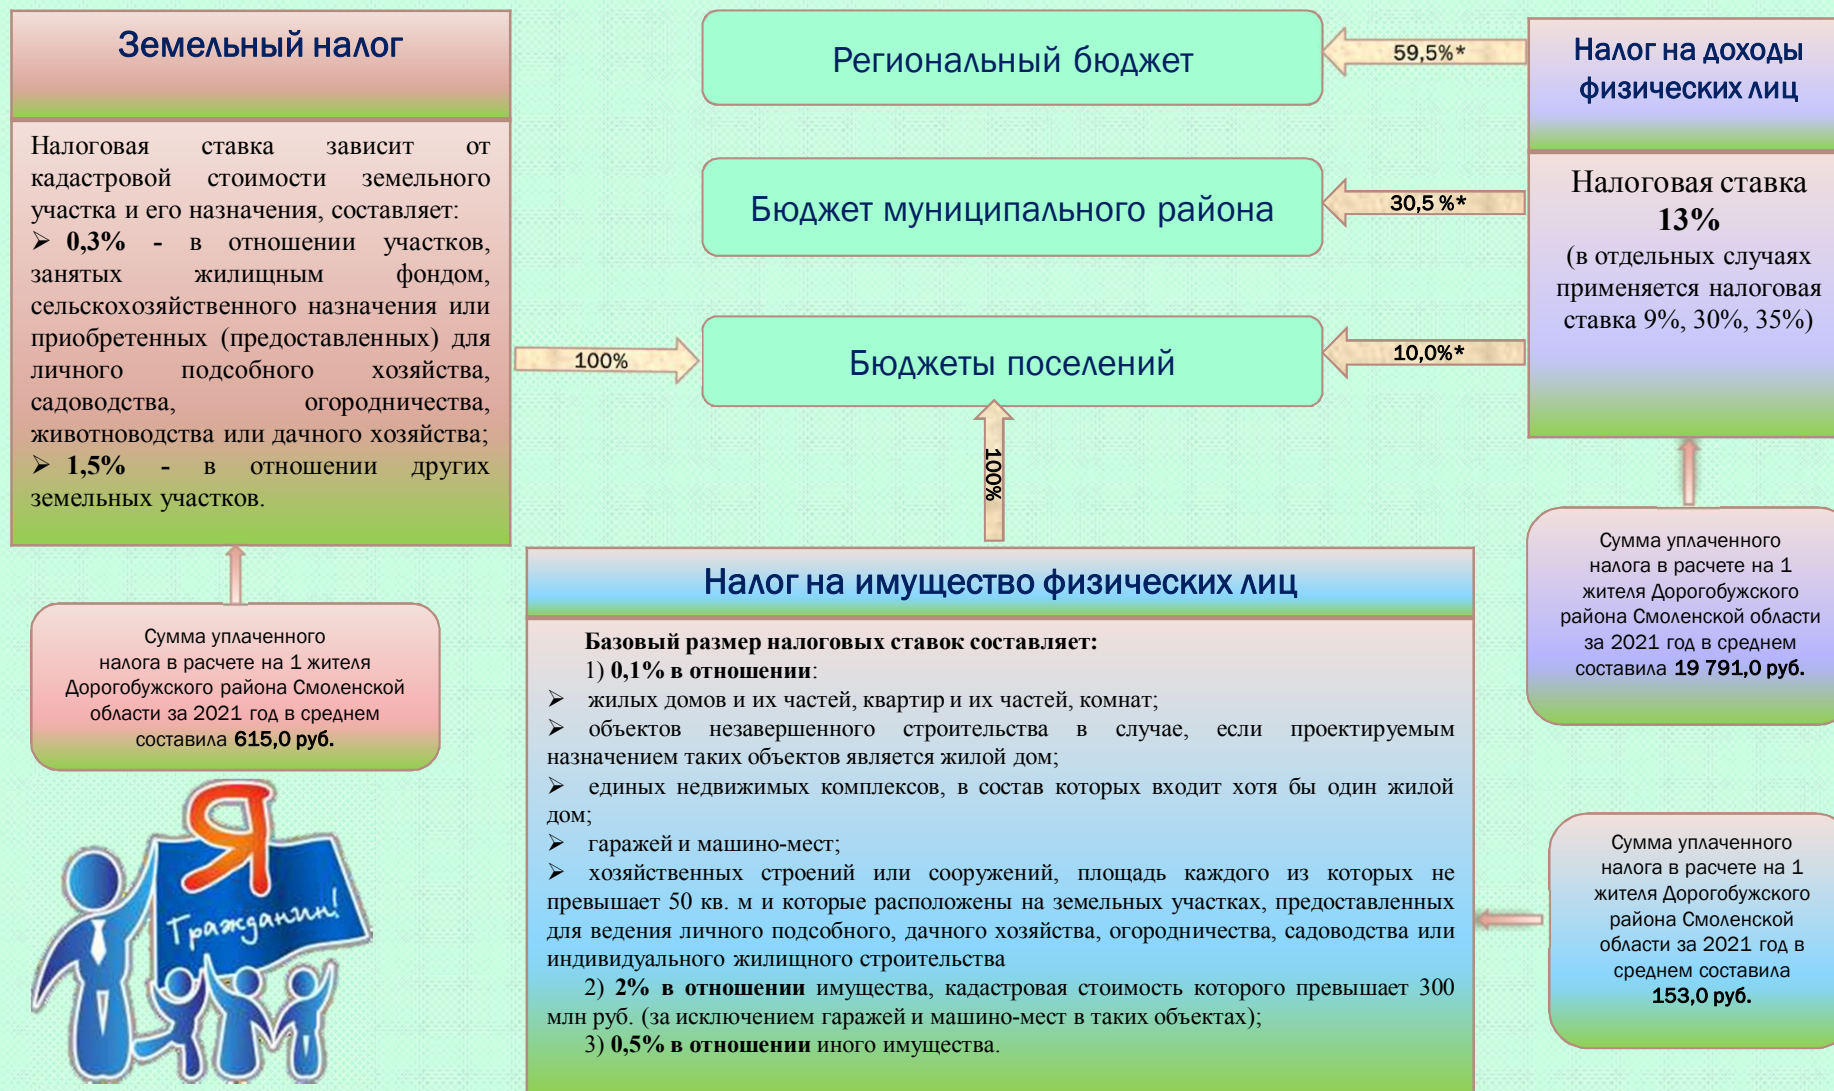 Земельный налог
Налоговая ставка зависит от
кадастровой стоимости земельного
участка и его назначения, составляет:
➢ 0,3% - в отношении участков,
занятых жилищным фондом,
сельскохозяйственного назначения или
приобретенных (предоставленных) для
личного подсобного хозяйства,
садоводства, огородничества,
животноводства или дачного хозяйства;
➢ 1,5% - в отношении других
земельных участков.
Сумма уплаченного
налога в расчете на 1 жителя
Дорогобужского района Смоленской
области за 2021 год в среднем
составила 615,0 руб.
Я
Гражданин!
Региональный бюджет
Бюджет муниципального района
Бюджеты поселений
100%
100%
59,5%*
30,5 %*
10,0%*
Налог на доходы
физических лиц
Налоговая ставка
13%
(в отдельных случаях
применяется налоговая
ставка 9%, 30%, 35%)
Сумма уплаченного
налога в расчете на 1
жителя Дорогобужского
района Смоленской области
за 2021 год в среднем
составила 19 791,0 руб.
Налог на имущество физических лиц
Базовый размер налоговых ставок составляет:
1) 0,1% в отношении:
➢ жилых домов и их частей, квартир и их частей, комнат;
➢ объектов незавершенного строительства в случае, если проектируемым
назначением таких объектов является жилой дом;
➢ единых недвижимых комплексов, в состав которых входит хотя бы один жилой
дом;
➢ гаражей и машино-мест;
➢ хозяйственных строений или сооружений, площадь каждого из которых не
превышает 50 кв. м и которые расположены на земельных участках, предоставленных
для ведения личного подсобного, дачного хозяйства, огородничества, садоводства или
индивидуального жилищного строительства
2) 2% в отношении имущества, кадастровая стоимость которого превышает 300
млн руб. (за исключением гаражей и машино-мест в таких объектах);
3) 0,5% в отношении иного имущества.
Сумма уплаченного
налога в расчете на 1
жителя Дорогобужского
района Смоленской
области за 2021 год в
среднем составила
153,0 руб.